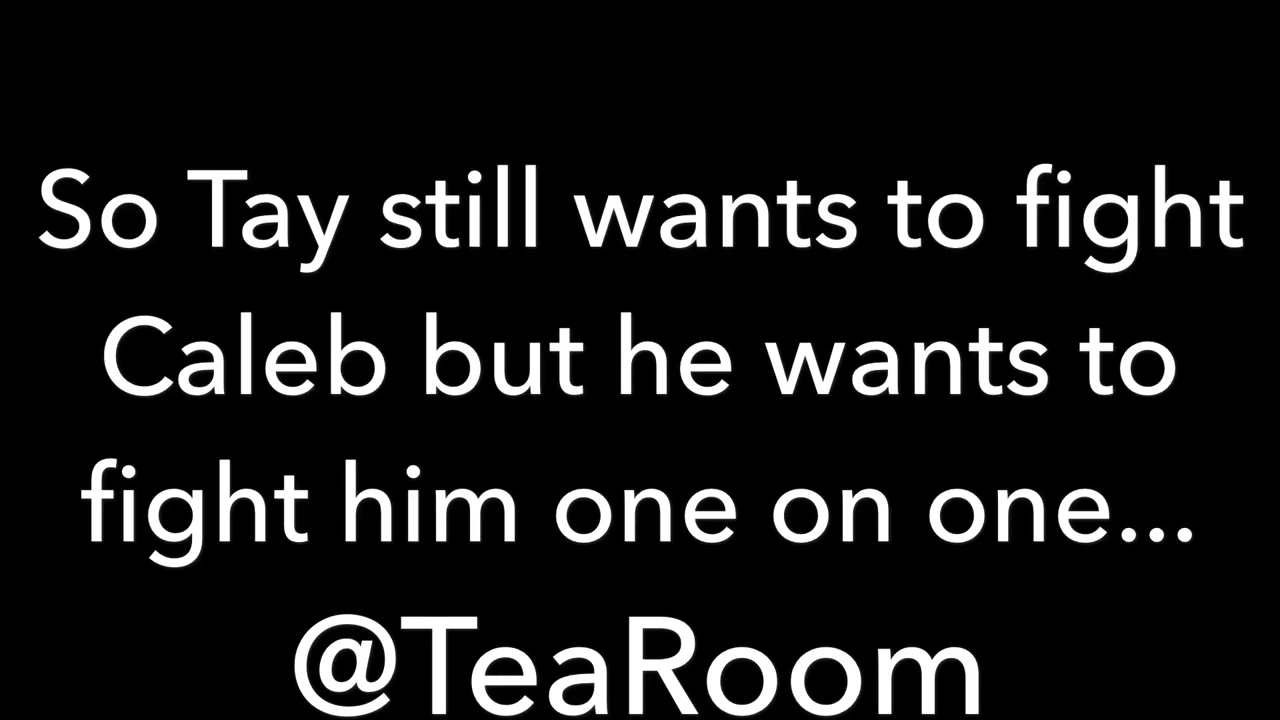 So Tay still wants to fight
Caleb but he wants to
fight him one on one...
@TeaRoom